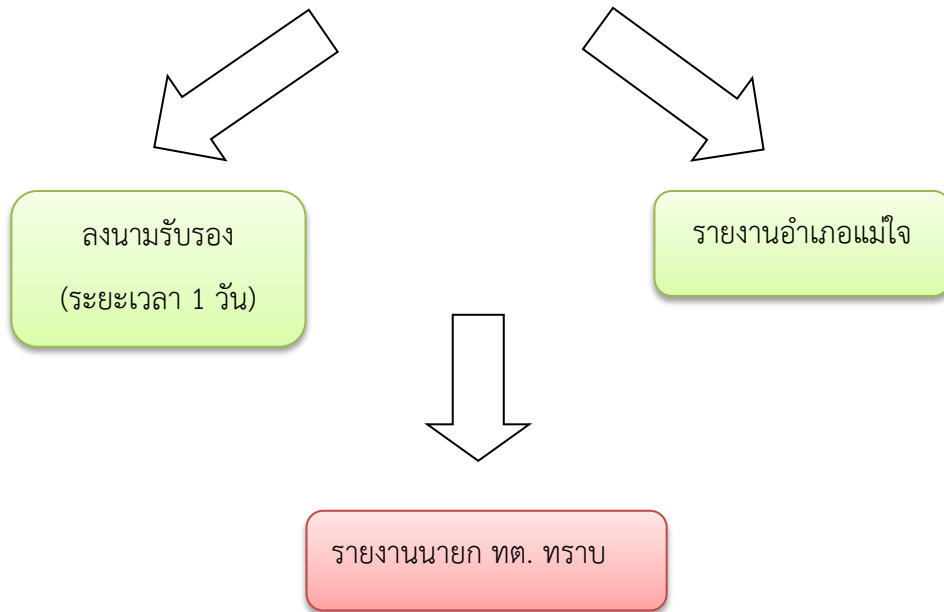 ลงนามรับรอง
(ระยะเวลา 1 วัน)
รายงานอำเภอแม่ใจ
รายงานนายก ทต. ทราบ